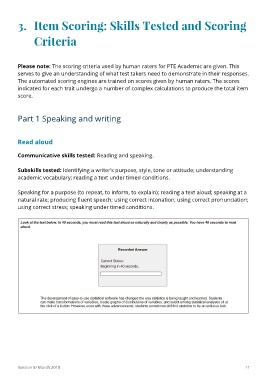 3. Item Scoring: Skills Tested and Scoring
Criteria
Please note: The scoring criteria used by human raters for PTE Academic are given. This
serves to give an understanding of what test takers need to demonstrate in their responses.
The automated scoring engines are trained on scores given by human raters. The scores
indicated for each trait undergo a number of complex calculations to produce the total item
score.
Part 1 Speaking and writing
Read aloud
Communicative skills tested: Reading and speaking.
Subskills tested: Identifying a writer's purpose, style, tone or attitude; understanding
academic vocabulary; reading a text under timed conditions.
Speaking for a purpose (to repeat, to inform, to explain); reading a text aloud; speaking at a
natural rate; producing fluent speech; using correct intonation; using correct pronunciation;
using correct stress; speaking under timed conditions.
Look at the text below. In 40 seconds, you must read this text aloud as naturally and clearly as possible. You have 40 seconds to read
aloud.
Recorded Answer
Current Status:
Beginning in 40 seconds.
The development of easy-to-use statistical software has changed the way statistics is being taught and learned. Students
can make transformations of variables, create graphs of distributions of variables, and select among statistical analyses all at
the click of a button. However, even with these advancements, students sometimes find statistics to be an arduous task.
11